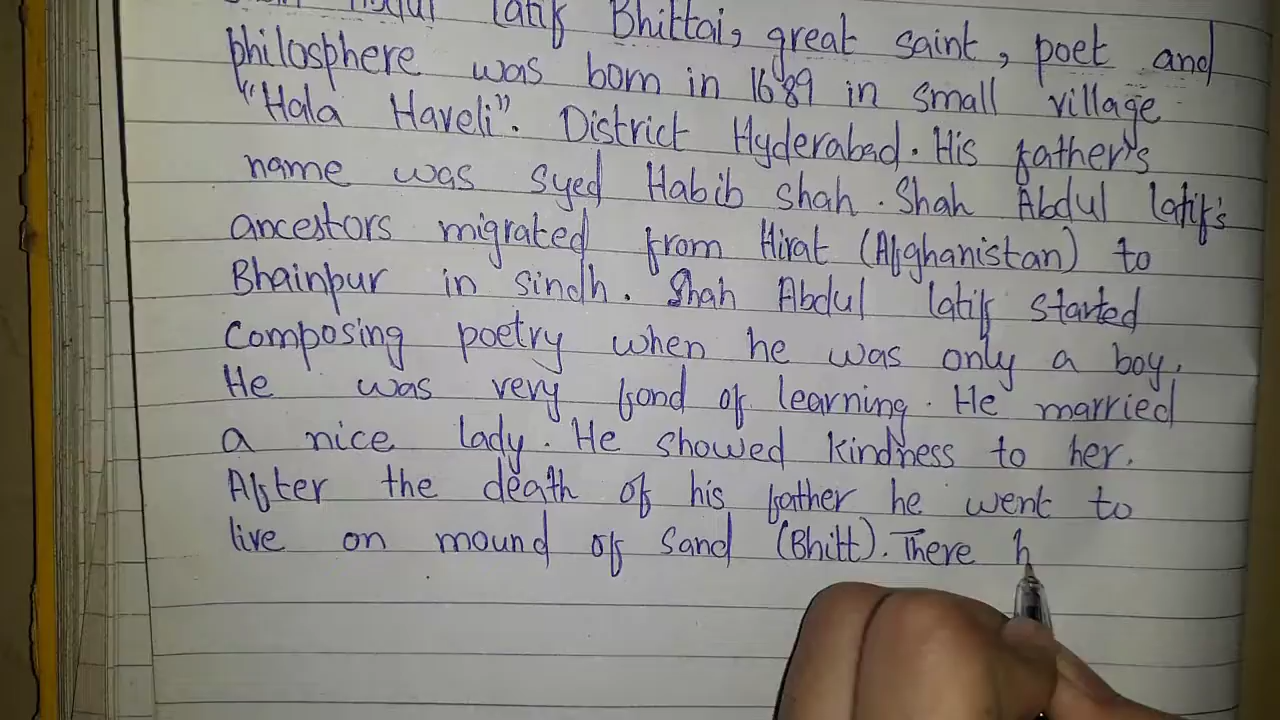 Abdul latif Bhittai, great saint, poet and
philosphere was born in 1689 in small village
"Hala Haveli". District Hyderabad. His father's
name was syed Habib shah. Shah Abdul latif's
ancestors migrated from Hirat (Afghanistan) to
Bhainpur in sindh. Shah Abdul latif started
composing poetry when he was only a boy.
He was very fond of learning. He married
a nice lady. He showed kindness to her.
After the death of his father he went to
live on mound of Sand (Bhitt). There h